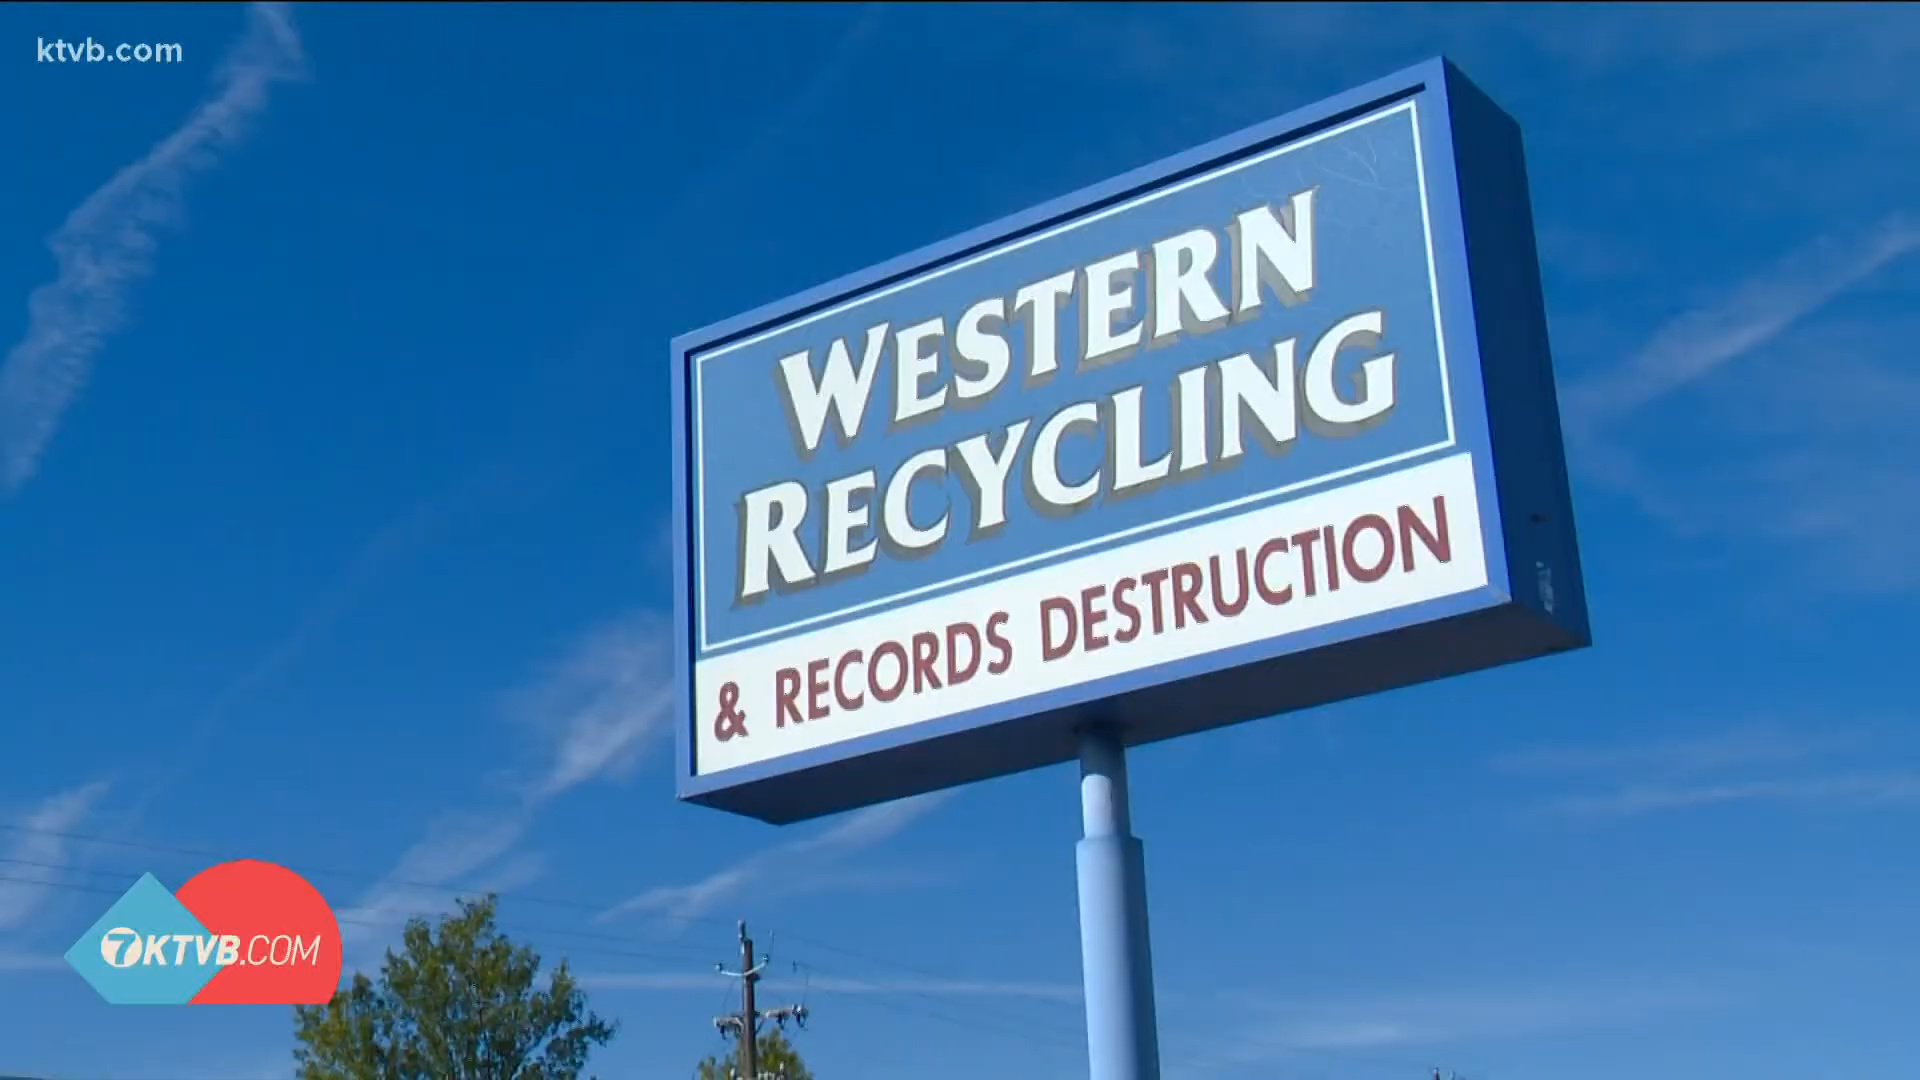 ktvb.com
WESTERN
RECYCLING
& RECORDS DESTRUCTION
7KTVB.COM